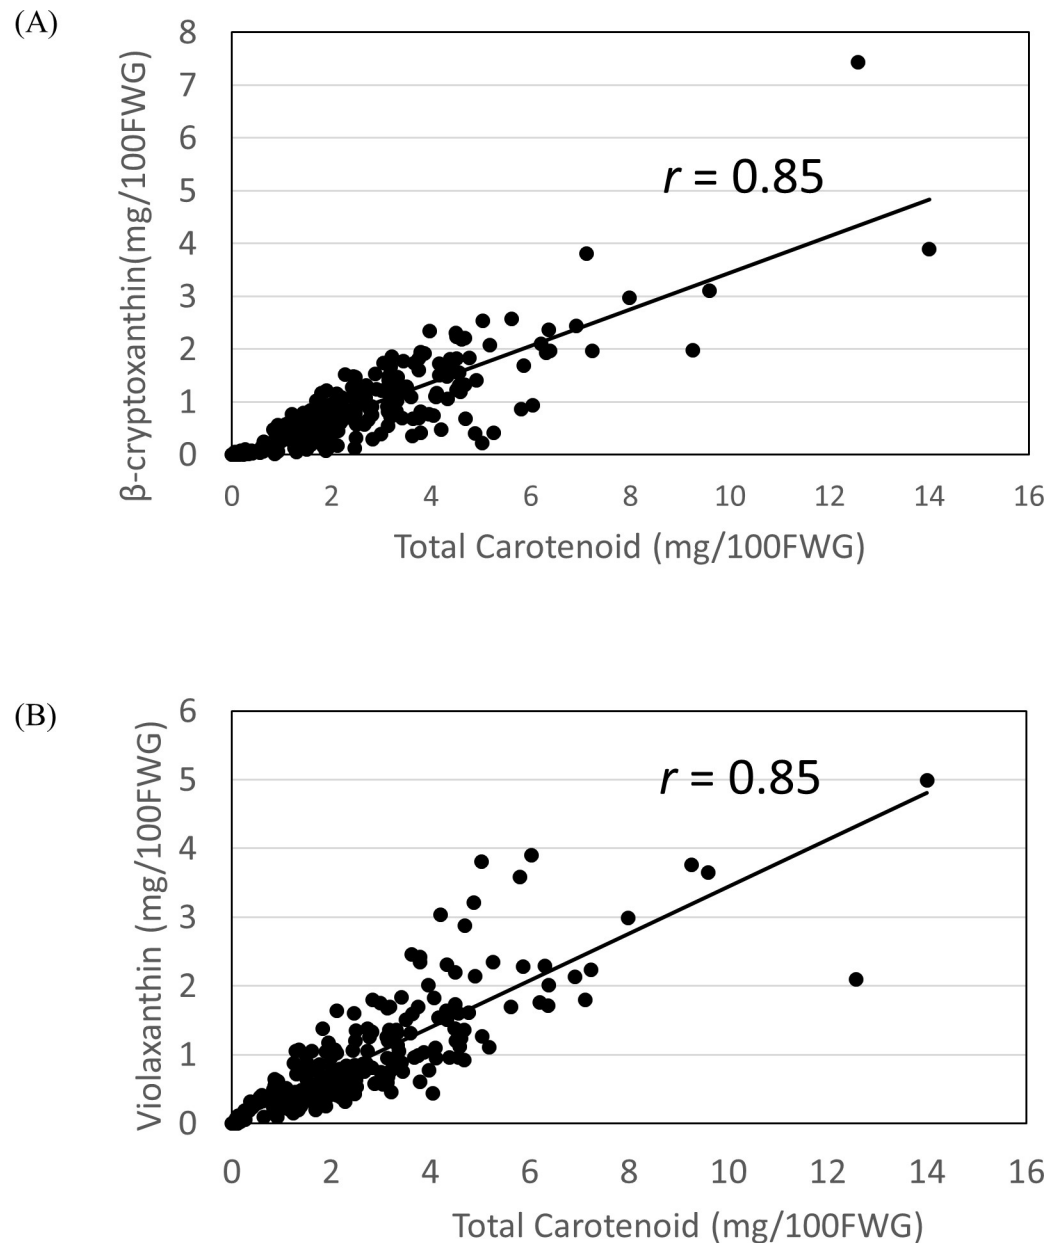 (A)
β-cryptoxanthin(mg/100FWG)
8
7
6
5
4
3
2
1
0
r = 0.85
0 2 4 6 8 10 12 14 16
Total Carotenoid (mg/100FWG)
(B)
Violaxanthin (mg/100FWG)
6
5
4
3
2
1
0
r = 0.85
0 2 4 6 8 10 12 14 16
Total Carotenoid (mg/100FWG)